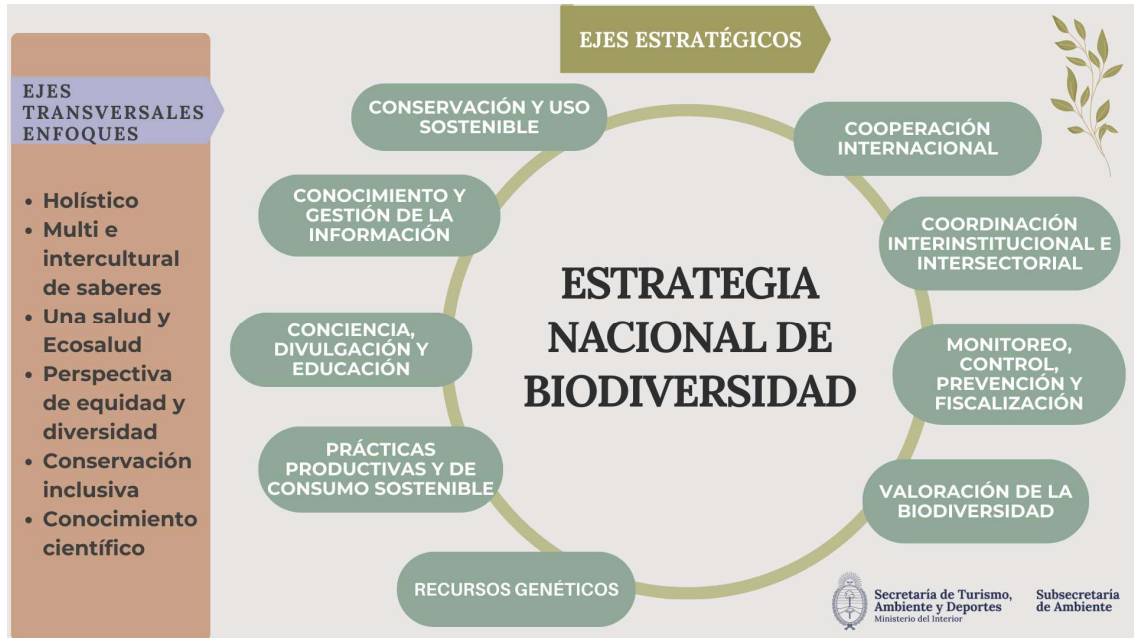 EJES ESTRATÉGICOS
EJES
TRANSVERSALES
ENFOQUES
• Holístico
• Multi e
intercultural
de saberes
• Una salud y
Ecosalud
• Perspectiva
de equidad y
diversidad
• Conservación
inclusiva
• Conocimiento
científico
CONSERVACIÓN Y USO
SOSTENIBLE
CONOCIMIENTO Y
GESTIÓN DE LA
INFORMACIÓN
CONCIENCIA,
DIVULGACIÓN Y
EDUCACIÓN
PRÁCTICAS
PRODUCTIVAS Y DE
CONSUMO SOSTENIBLE
RECURSOS GENÉTICOS
ESTRATEGIA
NACIONAL DE
BIODIVERSIDAD
COOPERACIÓN
INTERNACIONAL
COORDINACIÓN
INTERINSTITUCIONAL E
INTERSECTORIAL
MONITOREO,
CONTROL,
PREVENCIÓN Y
FISCALIZACIÓN
VALORACIÓN DE LA
BIODIVERSIDAD
Secretaría de Turismo,
Ambiente y Deportes
Ministerio del Interior
Subsecretaría
de Ambiente